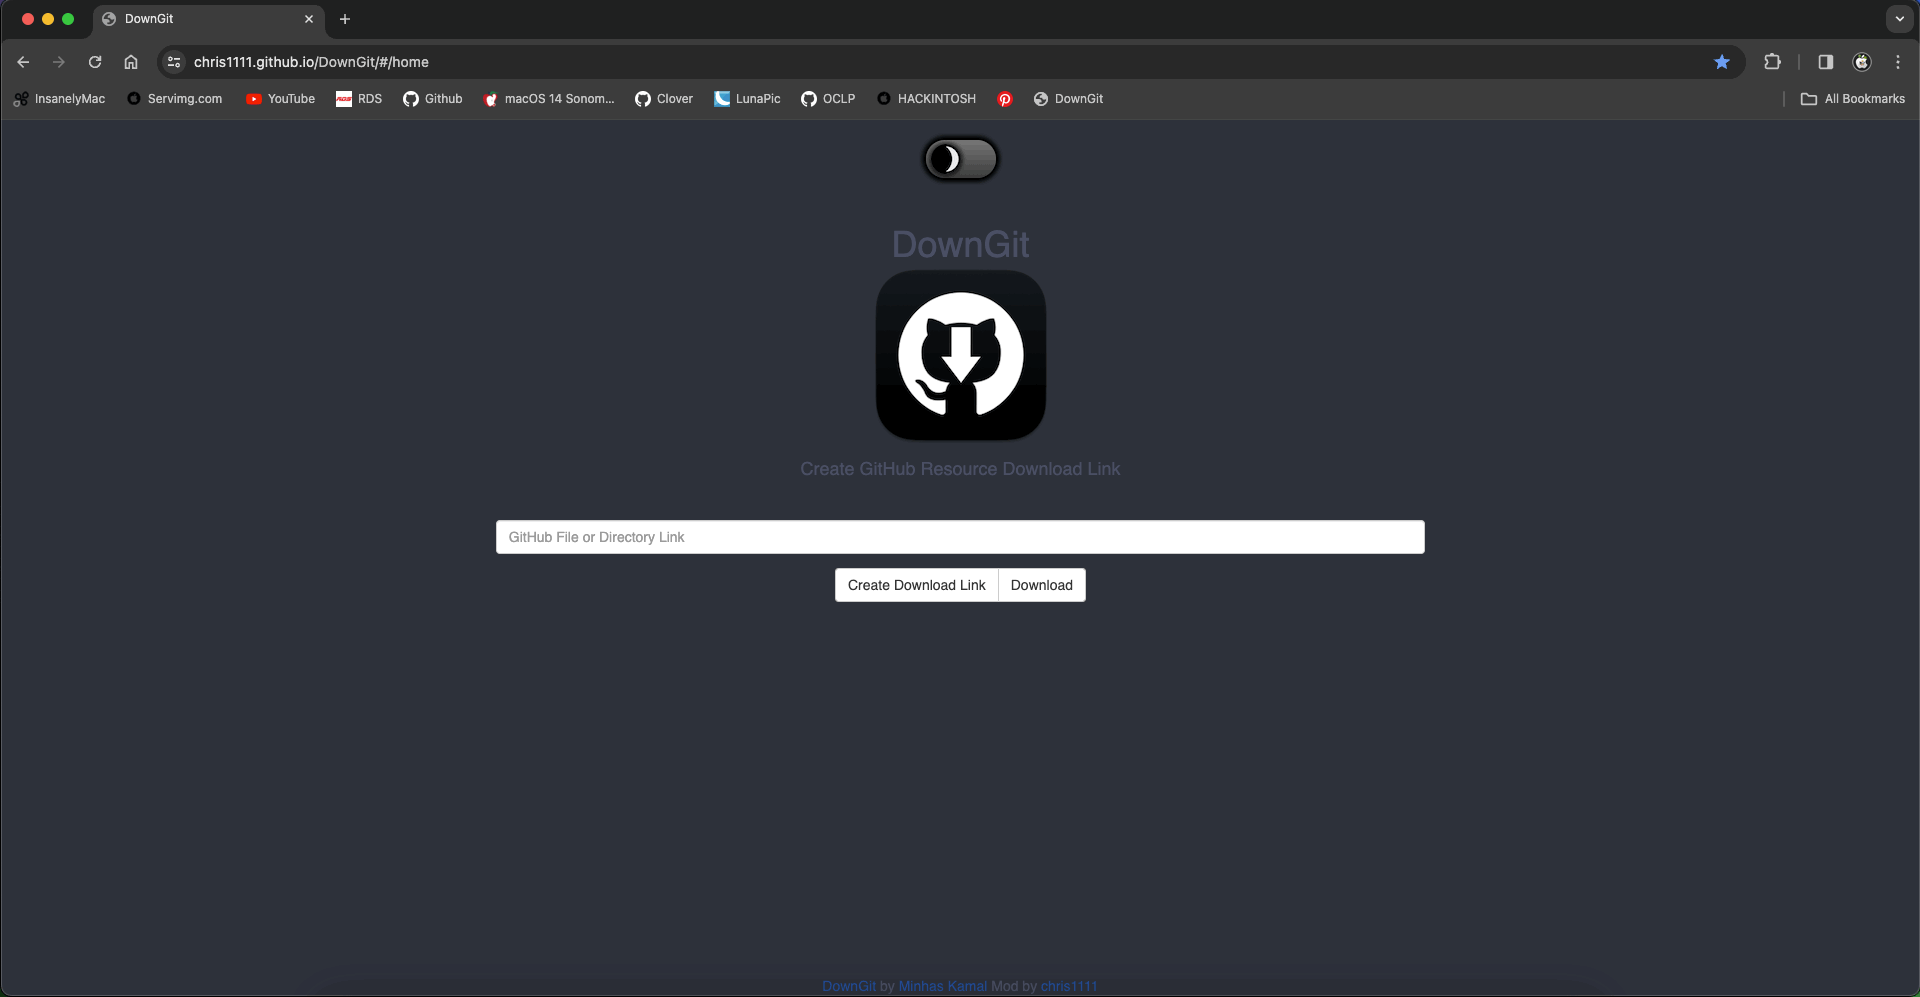 DownGit
chris1111.github.io/DownGit/#/home
InsanelyMac Servimg.com YouTube RDS Github macOS 14 Sonom... Clover LunaPic OCLP HACKINTOSH DownGit All Bookmarks
DownGit
Create GitHub Resource Download Link
GitHub File or Directory Link
Create Download Link Download
DownGit by Minhas Kamal Mod by chris1111